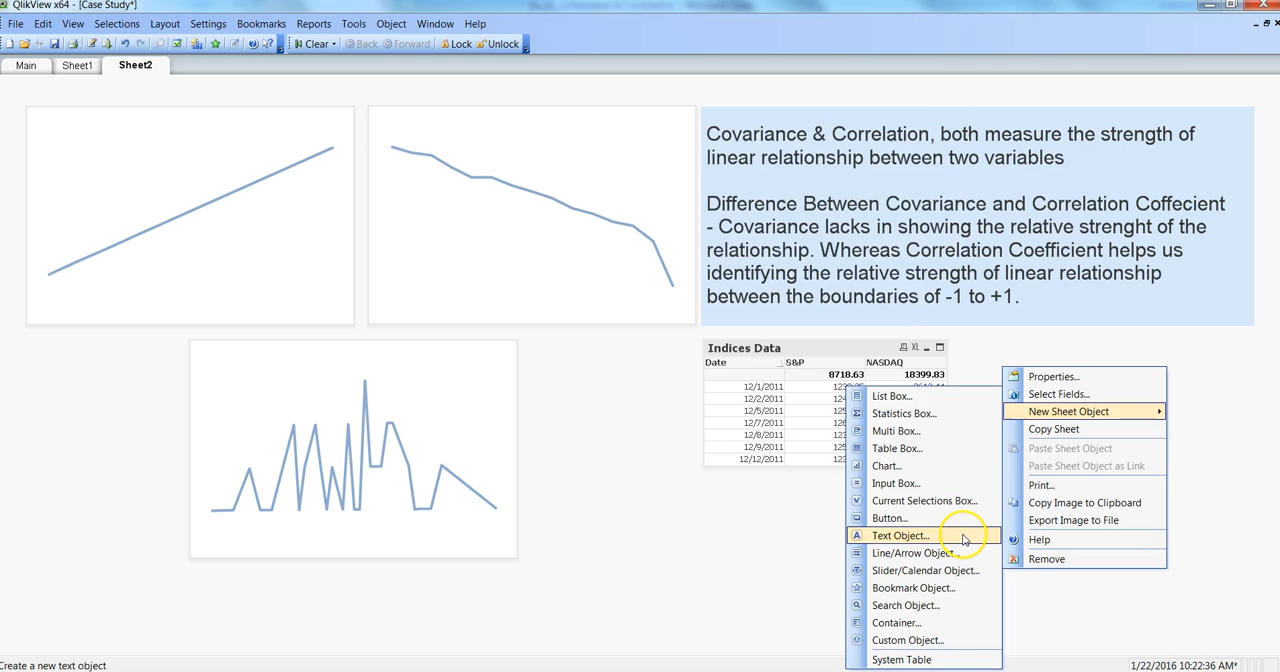 QlikView x64 - [Case Study*]
File Edit View Selections Layout Settings Bookmarks Reports Tools Object Window Help
Clear Back Forward Lock Unlock
Main Sheet1 Sheet2
Covariance & Correlation, both measure the strength of
linear relationship between two variables
Difference Between Covariance and Correlation Coffecient
- Covariance lacks in showing the relative strenght of the
relationship. Whereas Correlation Coefficient helps us
identifying the relative strength of linear relationship
between the boundaries of -1 to +1.
Indices Data XL
Date S&P NASDAQ
8718.63 18399.83
12/1/2011
12/2/2011
12/5/2011
12/7/2011
12/8/2011
12/9/2011
12/12/2011
List Box...
Statistics Box...
Multi Box...
Table Box...
Chart...
Input Box...
Current Selections Box...
Button...
Text Object...
Line/Arrow Object...
Slider/Calendar Object...
Bookmark Object...
Search Object...
Container...
Custom Object...
System Table
Properties...
Select Fields...
New Sheet Object
Copy Sheet
Paste Sheet Object
Paste Sheet Object as Link
Print...
Copy Image to Clipboard
Export Image to File
Help
Remove
Create a new text object 1/22/2016 10:22:36 AM*